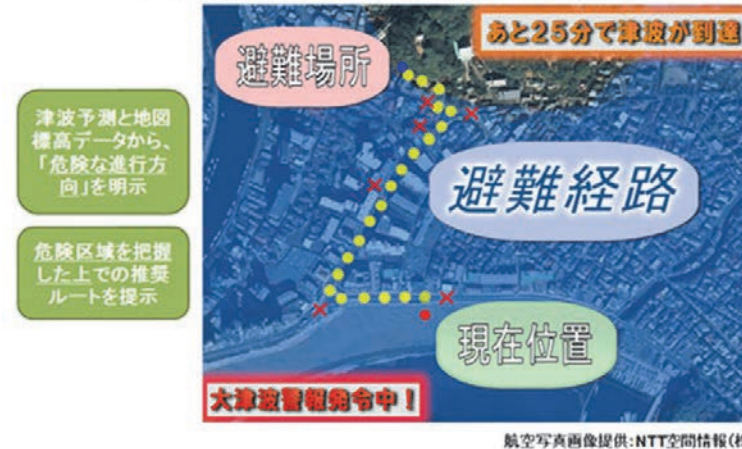 あと25分で津波が到達
避難場所
津波予測と地図
標高データから、
「危険な進行方
向」を明示
避難経路
危険区域を把握
した上での推奨
ルートを提示
現在位置
大津波警報発令中！
航空写真画像提供:NTT空間情報(株